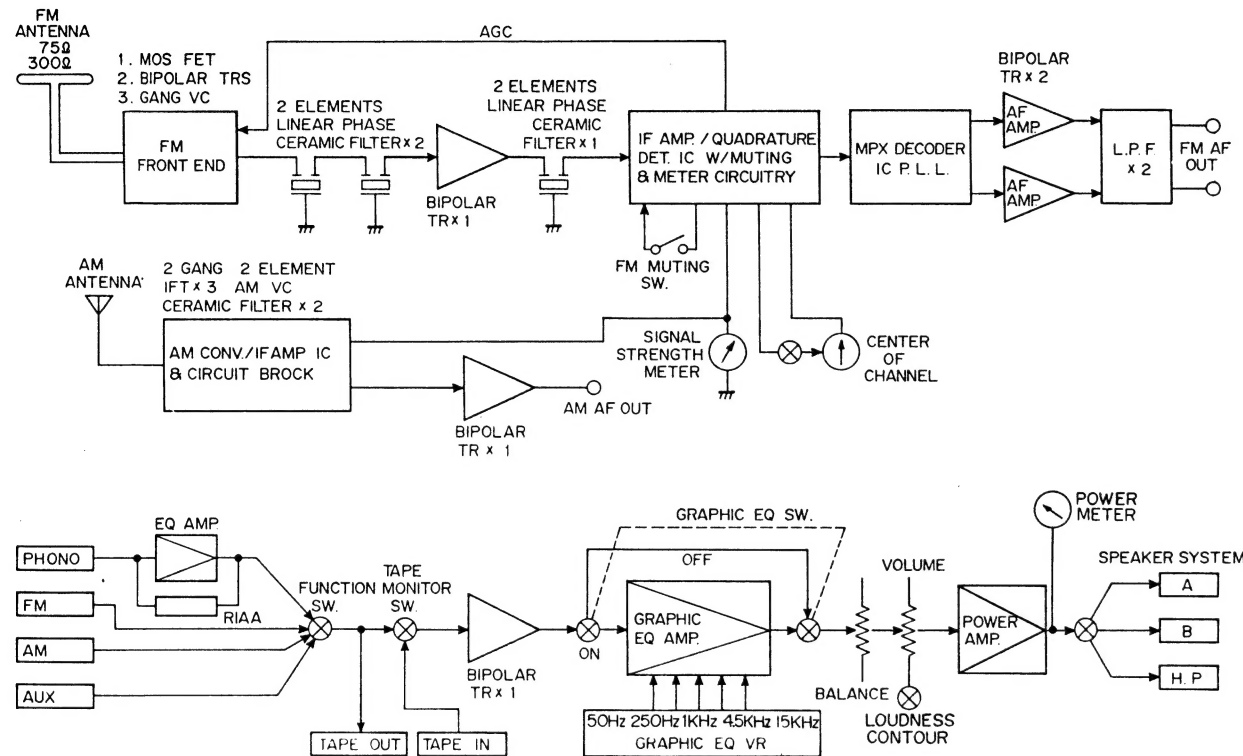 FM
ANTENNA
75Ω
300Ω
1. MOS FET
2. BIPOLAR TRS
3. GANG VC
FM
FRONT END
AGC
2 ELEMENTS
LINEAR PHASE
CERAMIC FILTER × 2
BIPOLAR
TR × 1
2 ELEMENTS
LINEAR PHASE
CERAMIC
FILTER × 1
IF AMP. / QUADRATURE
DET. IC W/MUTING
& METER CIRCUITRY
FM MUTING
SW.
MPX DECODER
IC P. L. L.
BIPOLAR
TR × 2
AF
AMP.
AF
AMP.
L. P. F.
× 2
FM AF
OUT
AM
ANTENNA
2 GANG 2 ELEMENT
IFT × 3 AM VC
CERAMIC FILTER × 2
AM CONV./IFAMP IC
& CIRCUIT BROCK
BIPOLAR
TR × 1
AM AF OUT
SIGNAL
STRENGTH
METER
CENTER
OF
CHANNEL
PHONO
FM
AM
AUX
EQ AMP.
RIAA
FUNCTION
SW.
TAPE
MONITOR
SW.
TAPE OUT
TAPE IN
BIPOLAR
TR × 1
GRAPHIC EQ SW.
OFF
ON
GRAPHIC
EQ AMP.
50Hz 250Hz 1KHz 4.5KHz 15KHz
GRAPHIC EQ VR
BALANCE
VOLUME
LOUDNESS
CONTOUR
POWER
AMP.
POWER
METER
SPEAKER SYSTEM
A
B
H. P